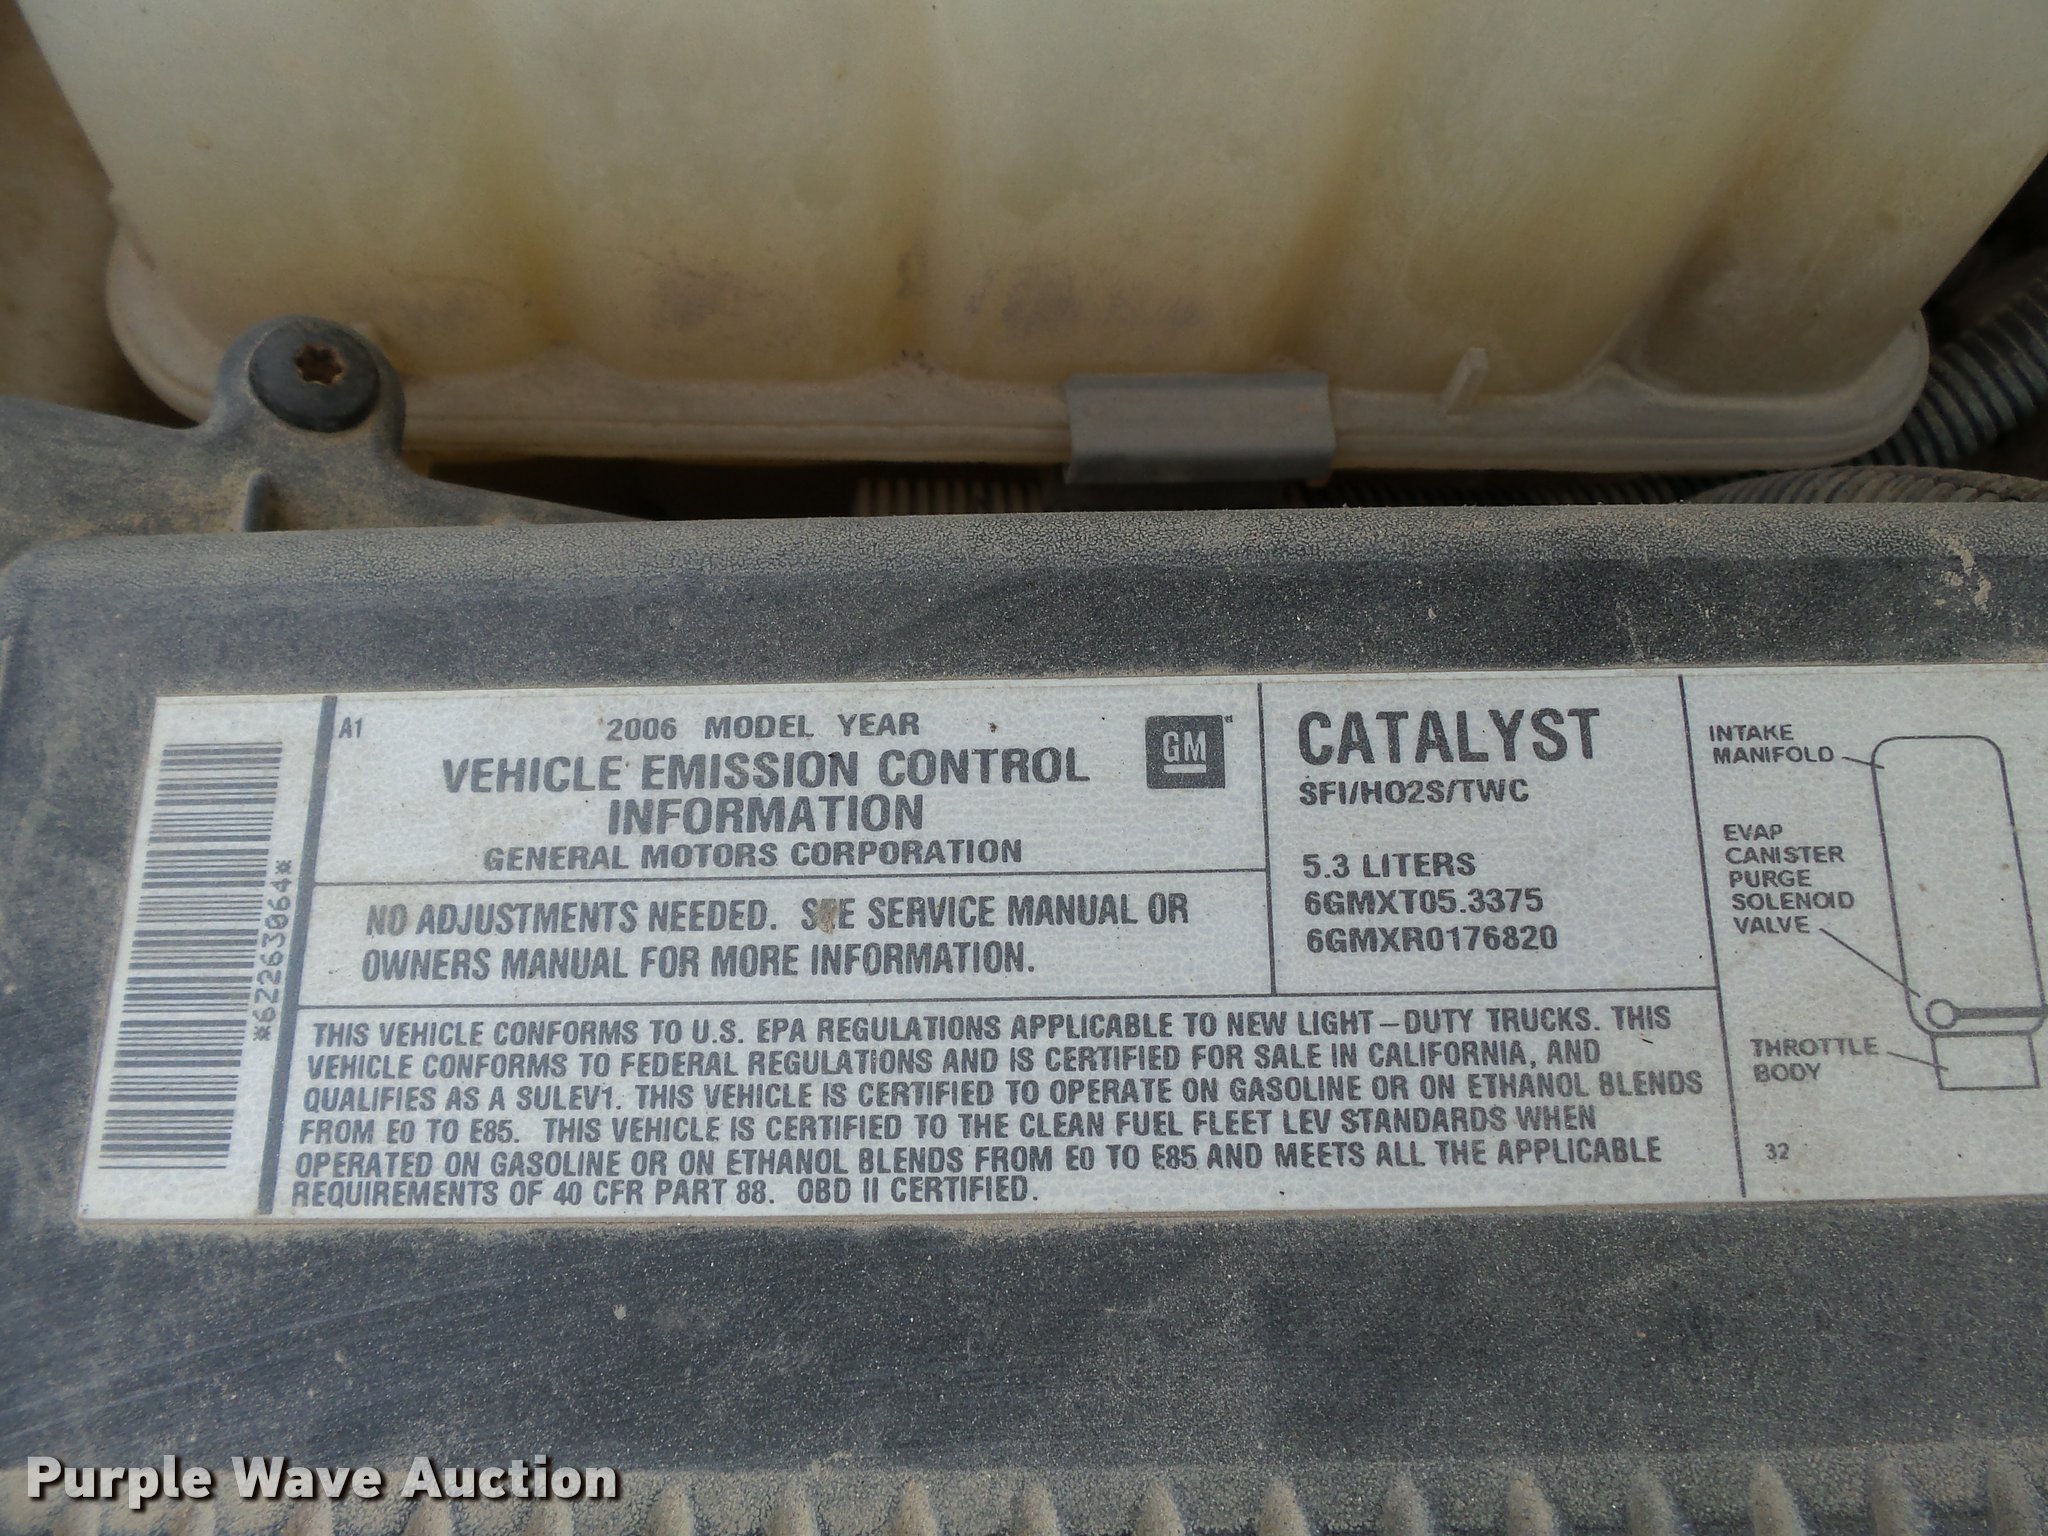 *62263064*
A1
2006 MODEL YEAR
VEHICLE EMISSION CONTROL
INFORMATION
GENERAL MOTORS CORPORATION
GM
NO ADJUSTMENTS NEEDED. SEE SERVICE MANUAL OR
OWNERS MANUAL FOR MORE INFORMATION.
CATALYST
SFI/HO2S/TWC
5.3 LITERS
6GMXT05.3375
6GMXR0176820
THIS VEHICLE CONFORMS TO U.S. EPA REGULATIONS APPLICABLE TO NEW LIGHT-DUTY TRUCKS. THIS
VEHICLE CONFORMS TO FEDERAL REGULATIONS AND IS CERTIFIED FOR SALE IN CALIFORNIA, AND
QUALIFIES AS A SULEV1. THIS VEHICLE IS CERTIFIED TO OPERATE ON GASOLINE OR ON ETHANOL BLENDS
FROM E0 TO E85. THIS VEHICLE IS CERTIFIED TO THE CLEAN FUEL FLEET LEV STANDARDS WHEN
OPERATED ON GASOLINE OR ON ETHANOL BLENDS FROM E0 TO E85 AND MEETS ALL THE APPLICABLE
REQUIREMENTS OF 40 CFR PART 88. OBD II CERTIFIED.
INTAKE
MANIFOLD
EVAP
CANISTER
PURGE
SOLENOID
VALVE
THROTTLE
BODY
32
Purple Wave Auction